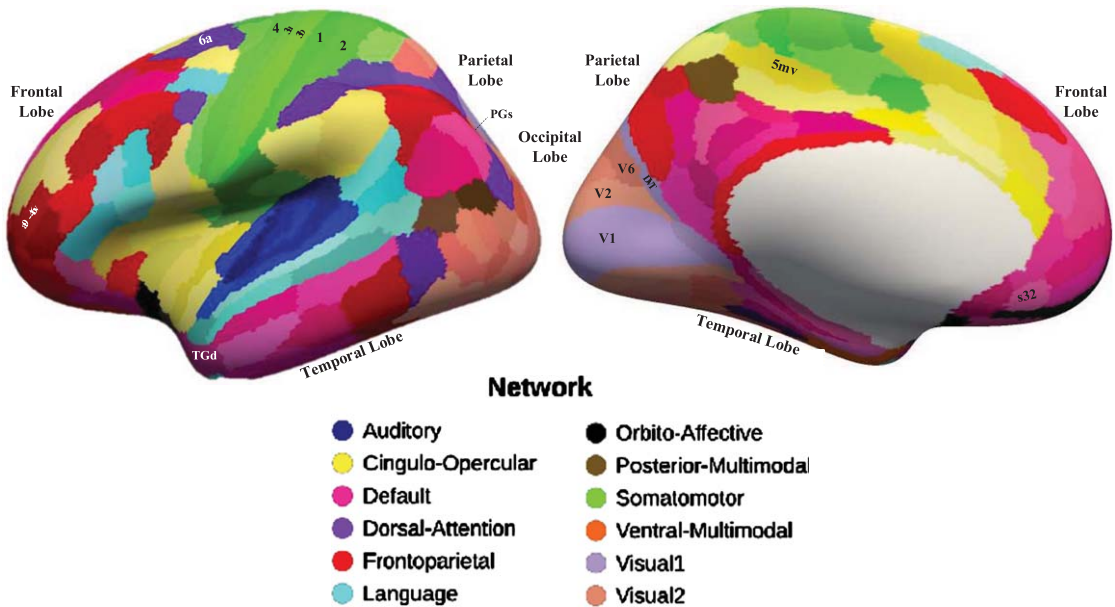 6a
4
3a
3b
1
2
Parietal
Lobe
Frontal
Lobe
PGs
Occipital
Lobe
TGd
Temporal Lobe
Parietal
Lobe
5mv
Frontal
Lobe
V6
V2
V1
s32
Temporal Lobe
Network
Auditory
Cingulo-Opercular
Default
Dorsal-Attention
Frontoparietal
Language
Orbito-Affective
Posterior-Multimodal
Somatomotor
Ventral-Multimodal
Visual1
Visual2